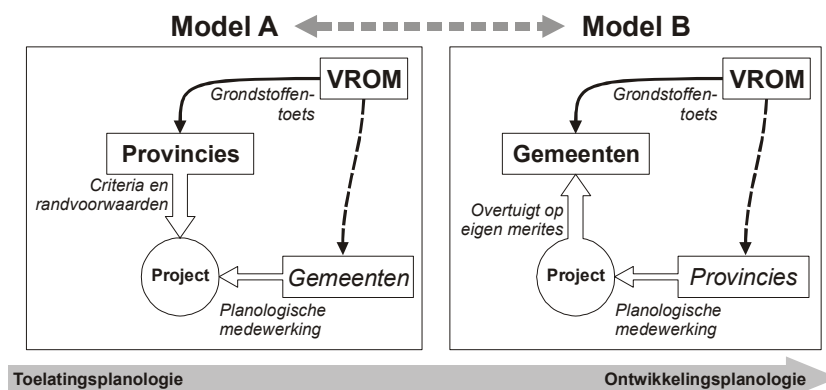 Model A
Model B
VROM
Grondstoffen-
toets
Provincies
Criteria en
randvoorwaarden
Project
Gemeenten
Planologische
medewerking
VROM
Grondstoffen-
toets
Gemeenten
Overtuigt op
eigen merites
Project
Provincies
Planologische
medewerking
Toelatingsplanologie
Ontwikkelingsplanologie